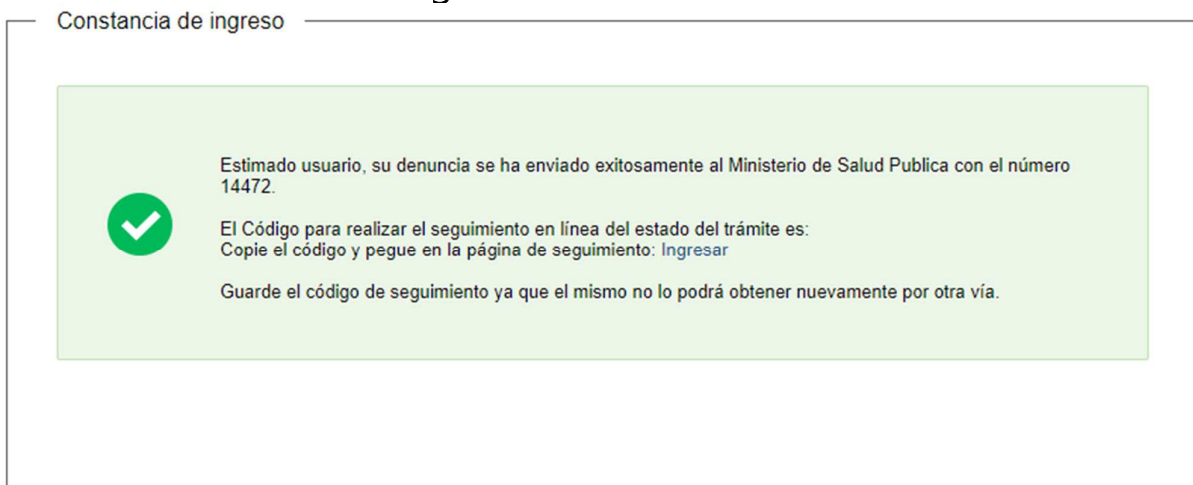 Constancia de ingreso
Estimado usuario, su denuncia se ha enviado exitosamente al Ministerio de Salud Publica con el número
14472.
El Código para realizar el seguimiento en línea del estado del trámite es:
Copie el código y pegue en la página de seguimiento: Ingresar
Guarde el código de seguimiento ya que el mismo no lo podrá obtener nuevamente por otra vía.